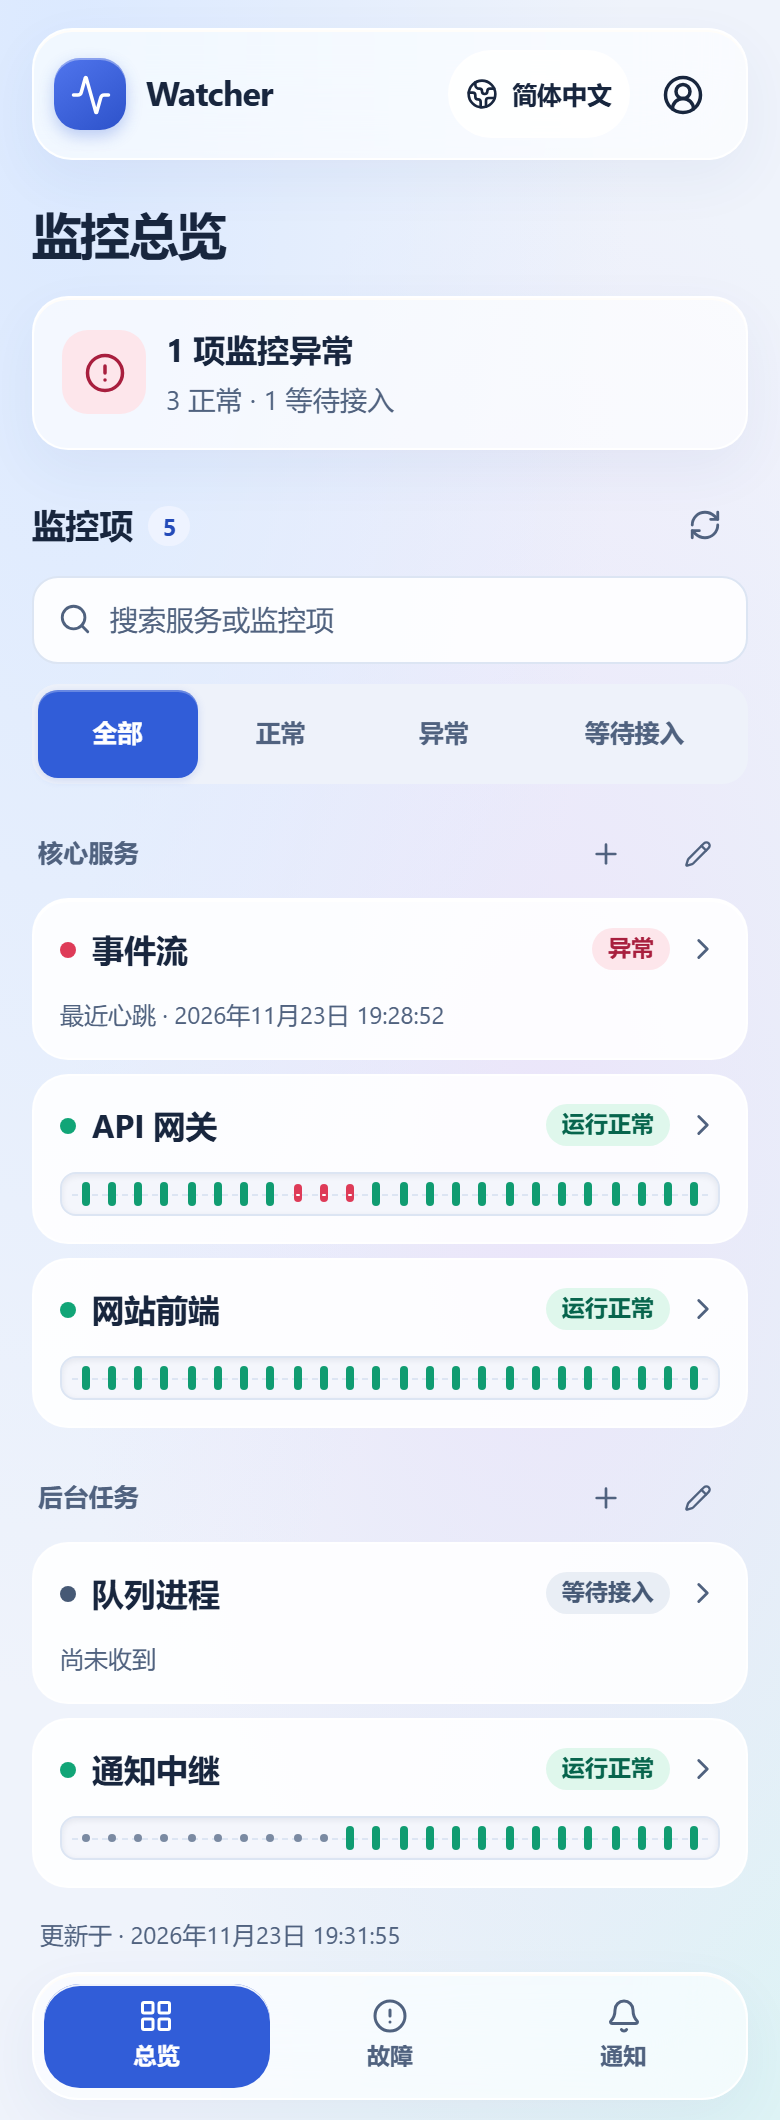 Watcher
简体中文
监控总览
1 项监控异常
3 正常 · 1 等待接入
监控项 5
搜索服务或监控项
全部 正常 异常 等待接入
核心服务
事件流 异常
最近心跳 · 2026年11月23日 19:28:52
API 网关 运行正常
网站前端 运行正常
后台任务
队列进程 等待接入
尚未收到
通知中继 运行正常
更新于 · 2026年11月23日 19:31:55
总览 故障 通知